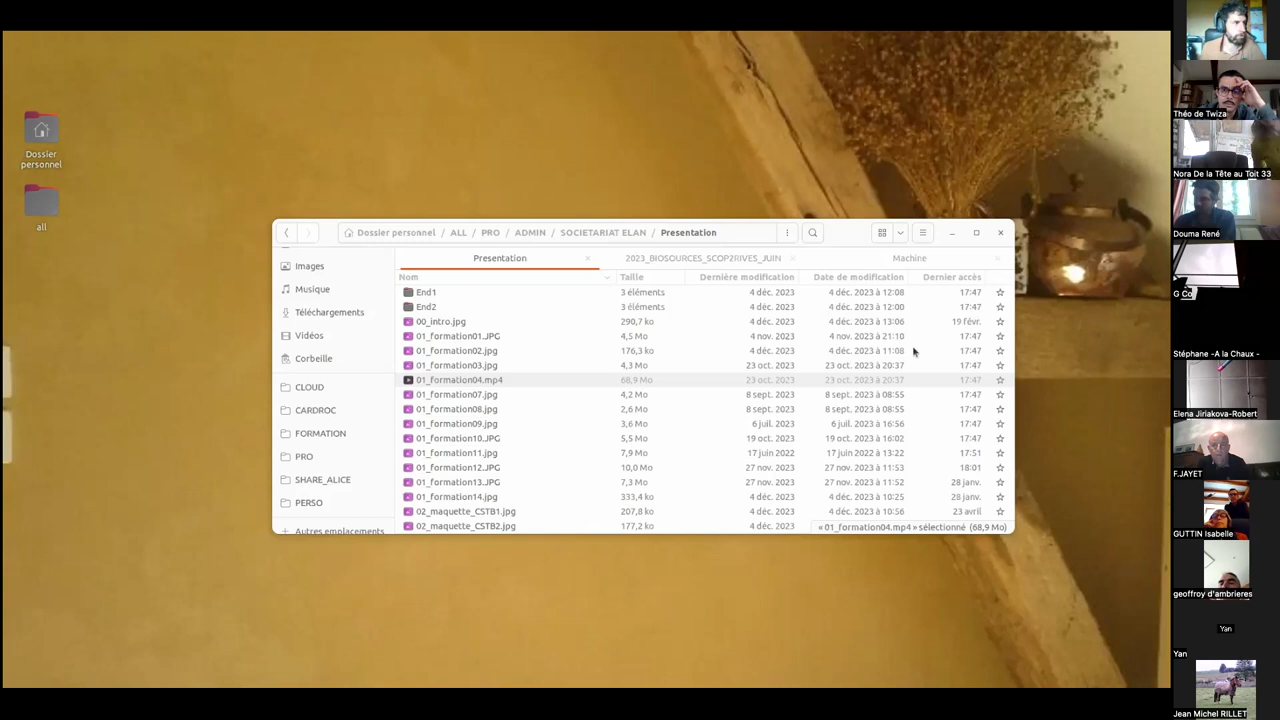 Dossier
personnel
all
Dossier personnel / ALL / PRO / ADMIN / SOCIETARIAT ELAN / Presentation
Images
Musique
Téléchargements
Vidéos
Corbeille
CLOUD
CARDROC
FORMATION
PRO
SHARE_ALICE
PERSO
Autres emplacements
Presentation 2023_BIOSOURCES_SCOP2RIVES_JUIN Machine
Nom Taille Dernière modification Date de modification Dernier accès
End1 3 éléments 4 déc. 2023 4 déc. 2023 à 12:08 17:47
End2 3 éléments 4 déc. 2023 4 déc. 2023 à 12:00 17:47
00_intro.jpg 290,7 ko 4 déc. 2023 4 déc. 2023 à 13:06 19 févr.
01_formation01.JPG 4,5 Mo 4 nov. 2023 4 nov. 2023 à 21:10 17:47
01_formation02.jpg 176,3 ko 4 déc. 2023 4 déc. 2023 à 11:08 17:47
01_formation03.jpg 4,3 Mo 23 oct. 2023 23 oct. 2023 à 20:37 17:47
01_formation04.mp4 68,9 Mo 23 oct. 2023 23 oct. 2023 à 20:37 17:47
01_formation07.jpg 4,2 Mo 8 sept. 2023 8 sept. 2023 à 08:55 17:47
01_formation08.jpg 2,6 Mo 8 sept. 2023 8 sept. 2023 à 08:55 17:47
01_formation09.jpg 3,6 Mo 6 juil. 2023 6 juil. 2023 à 16:56 17:47
01_formation10.JPG 5,5 Mo 19 oct. 2023 19 oct. 2023 à 16:02 17:47
01_formation11.jpg 7,9 Mo 17 juin 2022 17 juin 2022 à 13:22 17:51
01_formation12.JPG 10,0 Mo 27 nov. 2023 27 nov. 2023 à 11:53 18:01
01_formation13.JPG 7,3 Mo 27 nov. 2023 27 nov. 2023 à 11:52 28 janv.
01_formation14.jpg 333,4 ko 4 déc. 2023 4 déc. 2023 à 10:25 28 janv.
02_maquette_CSTB1.jpg 207,8 ko 4 déc. 2023 4 déc. 2023 à 10:56 23 avril
02_maquette_CSTB2.jpg 177,2 ko 4 déc. 2023
« 01_formation04.mp4 » sélectionné (68,9 Mo)
Théo de Twiza
Nora De la Tête au Toit 33
Douma René
G Co
Stéphane -A la Chaux -
Elena Jiriakova-Robert
F.JAYET
GUTTIN Isabelle
geoffroy d'ambrieres
Yan
Yan
Jean Michel RILLET